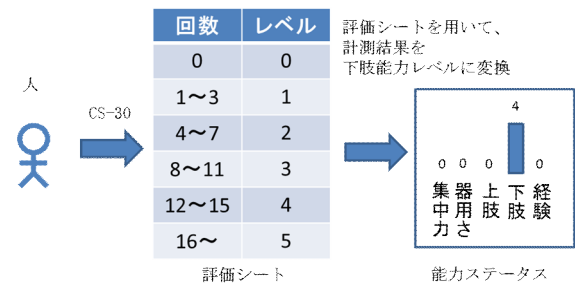 人
CS-30
回数 レベル
0 0
1～3 1
4～7 2
8～11 3
12～15 4
16～ 5
評価シート
評価シートを用いて、
計測結果を
下肢能力レベルに変換
4
0 0 0 0
集中力 器用さ 上肢 下肢 経験
能力ステータス